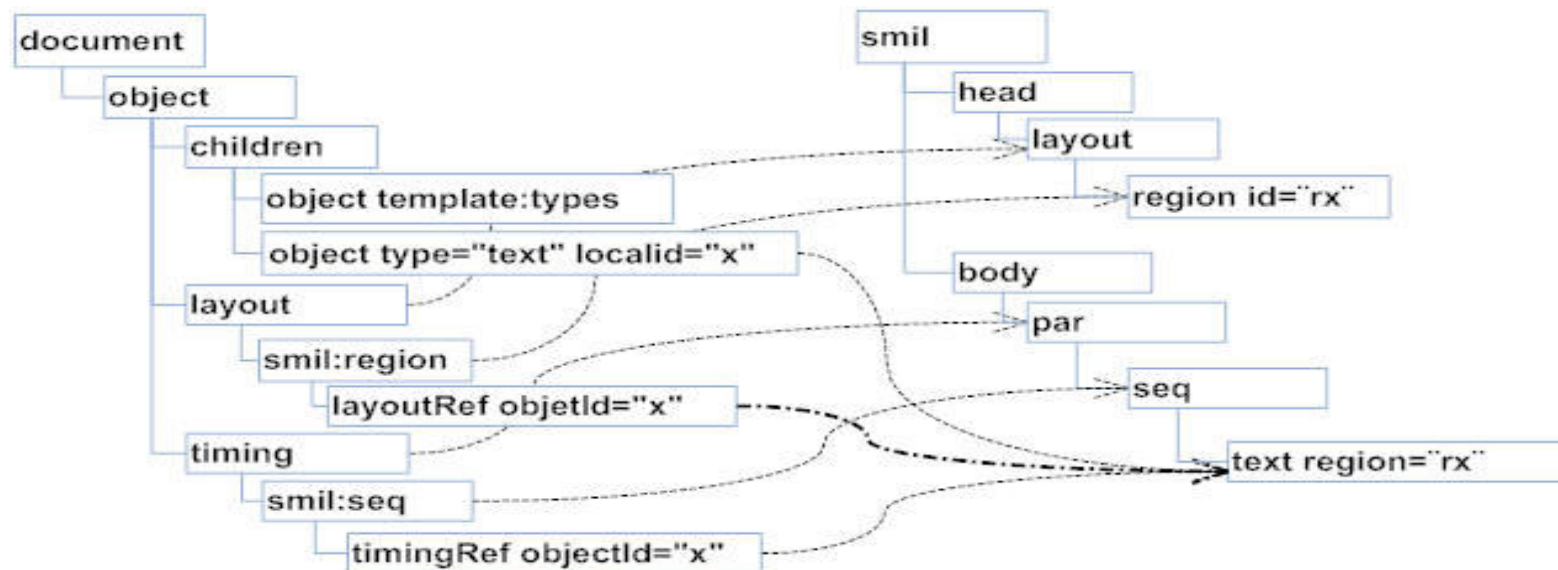 document
object
children
object template:types
object type="text" localid="x"
layout
smil:region
layoutRef objetId="x"
timing
smil:seq
timingRef objectId="x"
smil
head
layout
region id=¨rx¨
body
par
seq
text region=¨rx¨